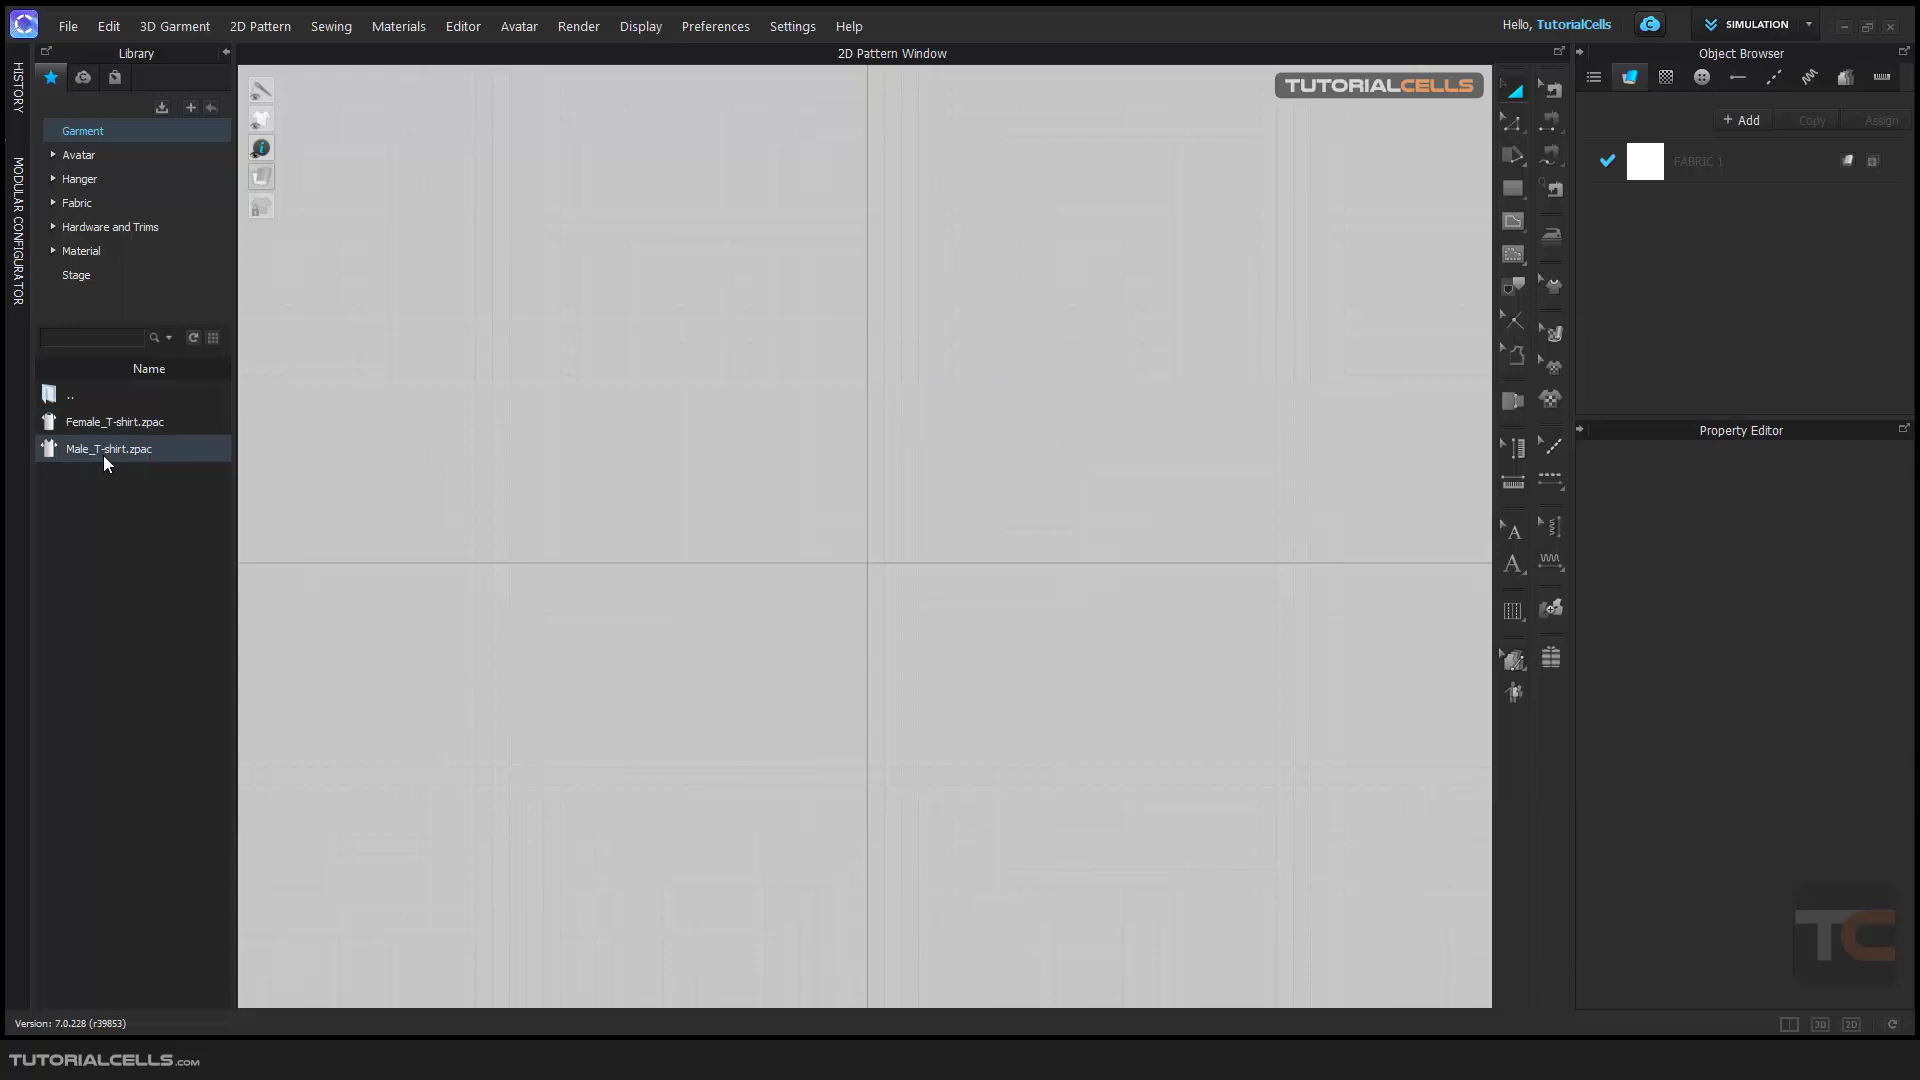 File Edit 3D Garment 2D Pattern Sewing Materials Editor Avatar Render Display Preferences Settings Help
Hello, TutorialCells
SIMULATION
Library
2D Pattern Window
Object Browser
HISTORY
MODULAR CONFIGURATOR
TUTORIALCELLS
+ Add Copy Assign
Garment
Avatar
Hanger
Fabric
Hardware and Trims
Material
Stage
FABRIC 1
Name
..
Female_T-shirt.zpac
Male_T-shirt.zpac
Property Editor
A
A
TC
Version: 7.0.228 (r39853)
3D 2D
TUTORIALCELLS.COM